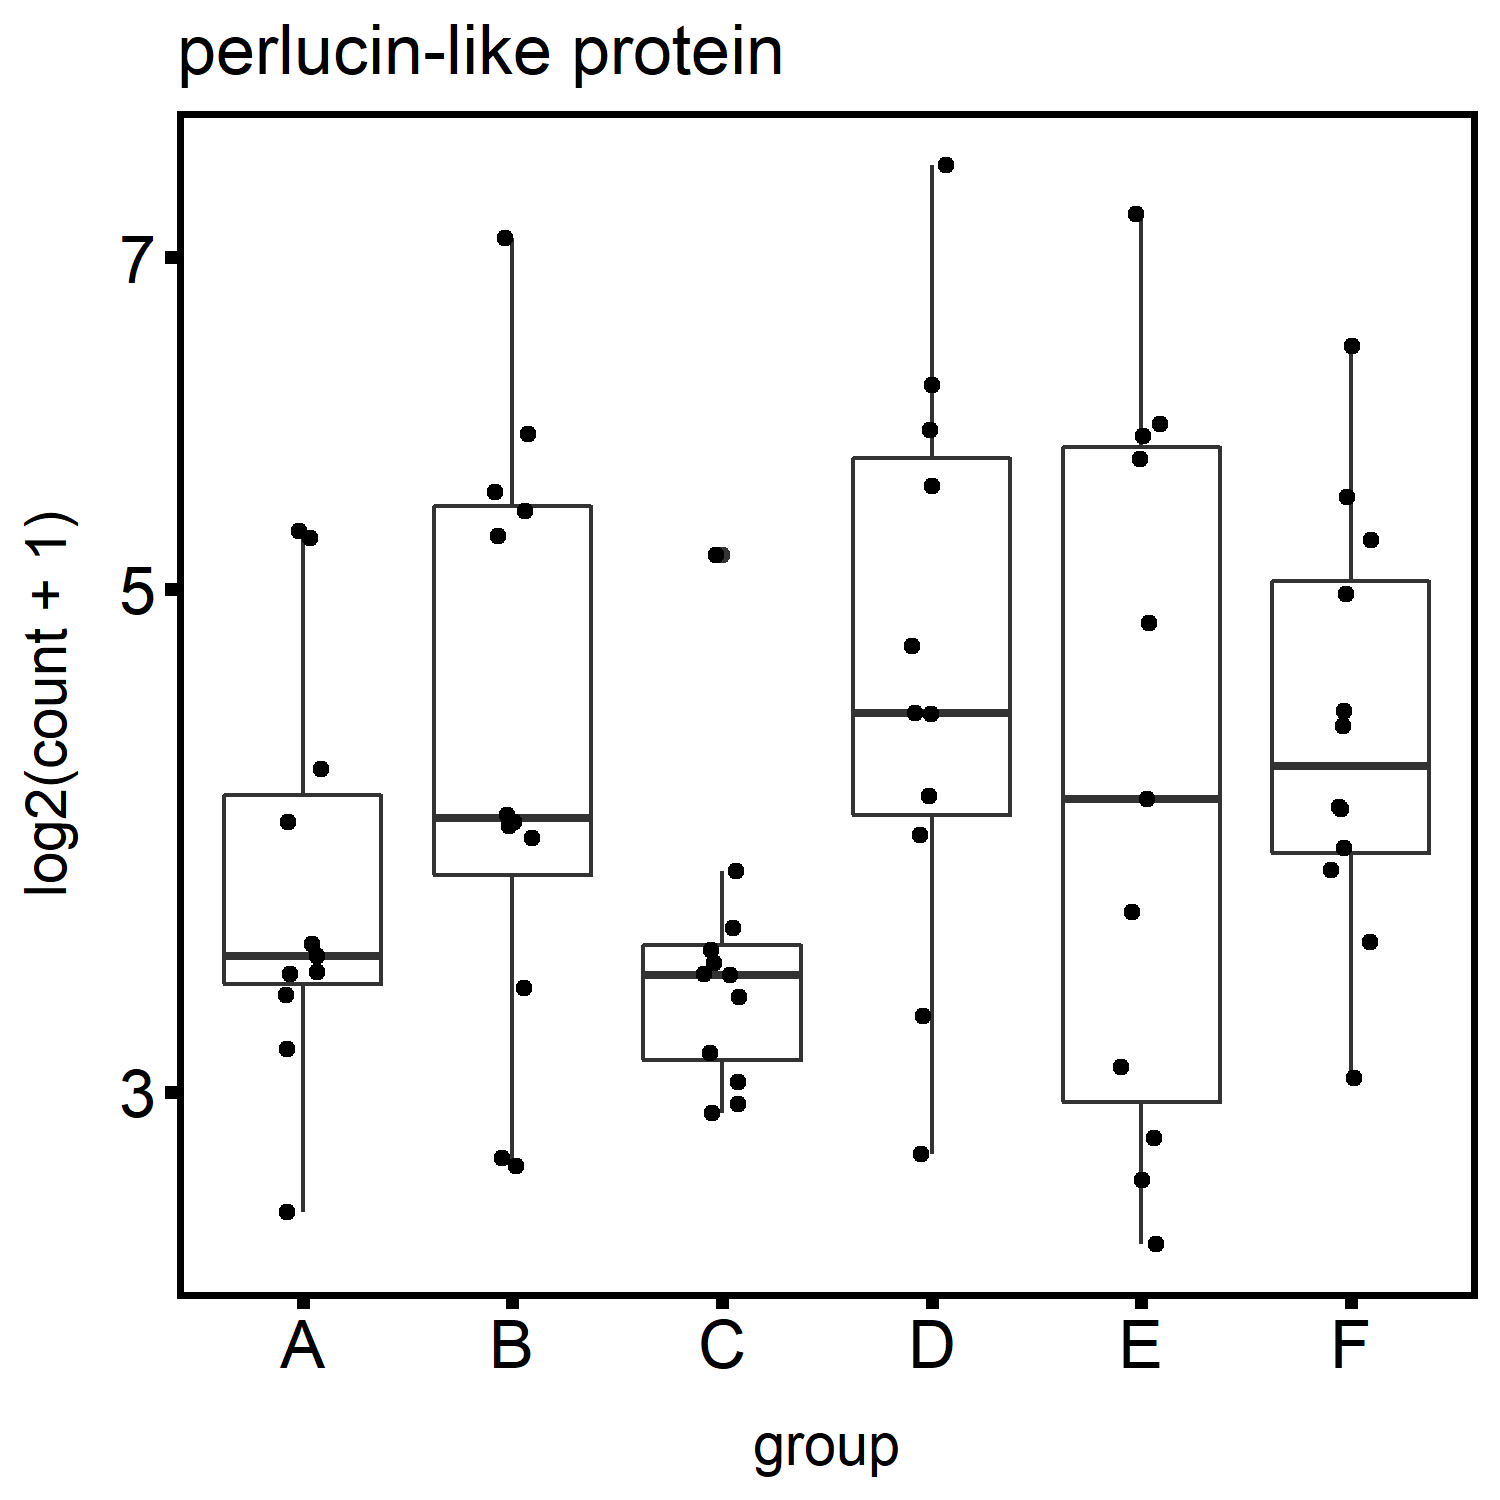 perlucin-like protein
7
5
3
log2(count + 1)
A B C D E F
group